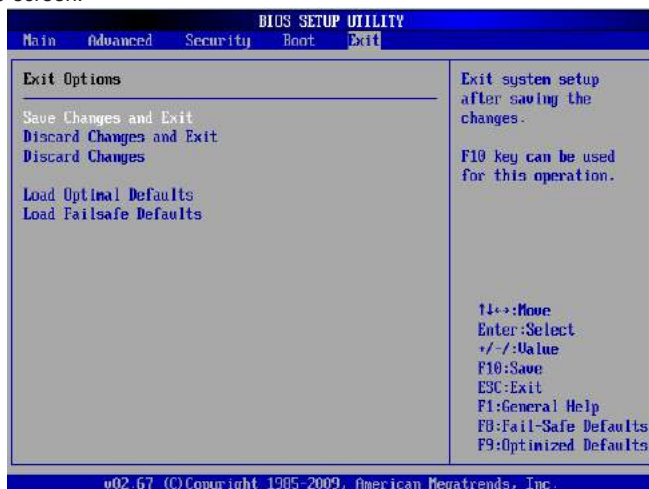 BIOS SETUP UTILITY
Main Advanced Security Boot Exit
Exit Options
Save Changes and Exit
Discard Changes and Exit
Discard Changes
Load Optimal Defaults
Load Failsafe Defaults
Exit system setup
after saving the
changes.
F10 key can be used
for this operation.
↑↓↔:Move
Enter:Select
+/-/:Value
F10:Save
ESC:Exit
F1:General Help
F8:Fail-Safe Defaults
F9:Optimized Defaults
v02.67 (C)Copyright 1985-2009, American Megatrends, Inc.